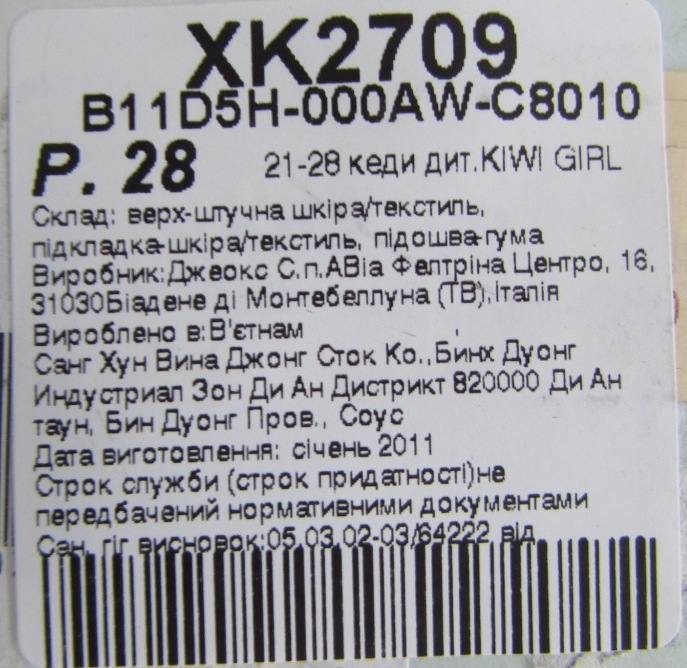 ХК2709
B11D5H-000AW-C8010
Р. 28 21-28 кеди дит.KIWI GIRL
Склад: верх-штучна шкіра/текстиль,
підкладка-шкіра/текстиль, підошва-гума
Виробник:Джеокс С.п.АВіа Фелтріна Центро, 16,
31030Біадене ді Монтебеллуна (ТВ),Італія
Вироблено в:В'єтнам
Санг Хун Вина Джонг Сток Ко.,Бинх Дуонг
Индустриал Зон Ди Ан Дистрикт 820000 Ди Ан
таун, Бин Дуонг Пров., Соус
Дата виготовлення: січень 2011
Строк служби (строк придатності)не
передбачений нормативними документами
Сан. гіг висновок:05.03.02-03/64222 від